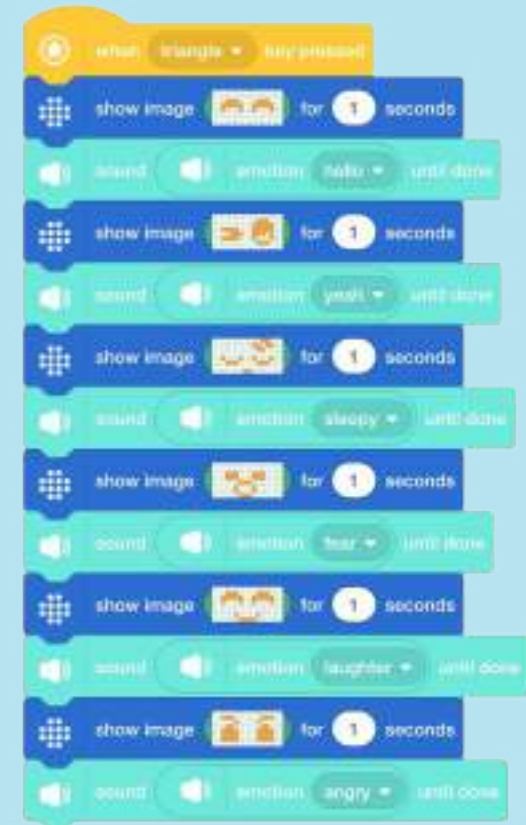 when triangle key pressed
show image for 1 seconds
sound emotion hello until done
show image for 1 seconds
sound emotion yeah until done
show image for 1 seconds
sound emotion sleepy until done
show image for 1 seconds
sound emotion fear until done
show image for 1 seconds
sound emotion laughter until done
show image for 1 seconds
sound emotion angry until done